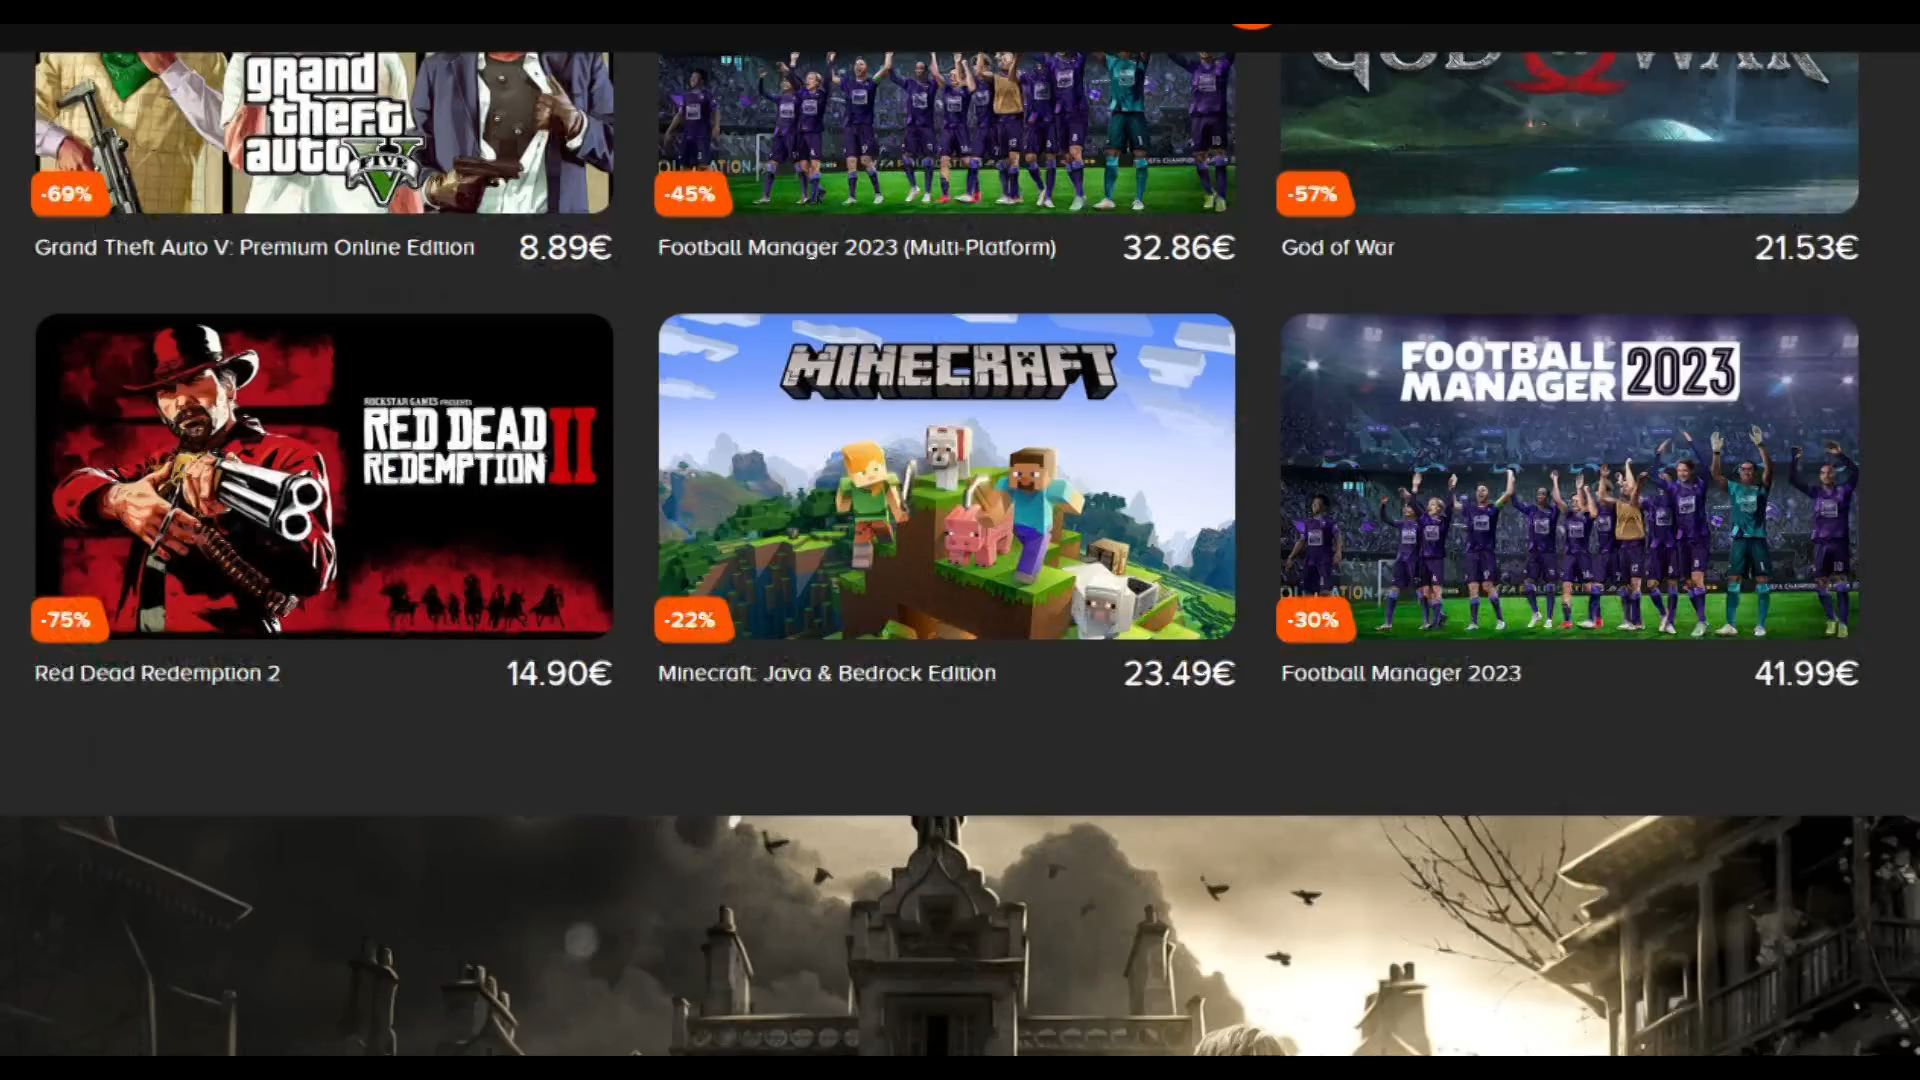 grand
theft
auto
FIVE
V
GOD OF WAR
-69%
-45%
-57%
Grand Theft Auto V: Premium Online Edition
8.89€
Football Manager 2023 (Multi-Platform)
32.86€
God of War
21.53€
ROCKSTAR GAMES PRESENTS
RED DEAD
REDEMPTION II
MINECRAFT
FOOTBALL
MANAGER 2023
-75%
-22%
-30%
Red Dead Redemption 2
14.90€
Minecraft: Java & Bedrock Edition
23.49€
Football Manager 2023
41.99€